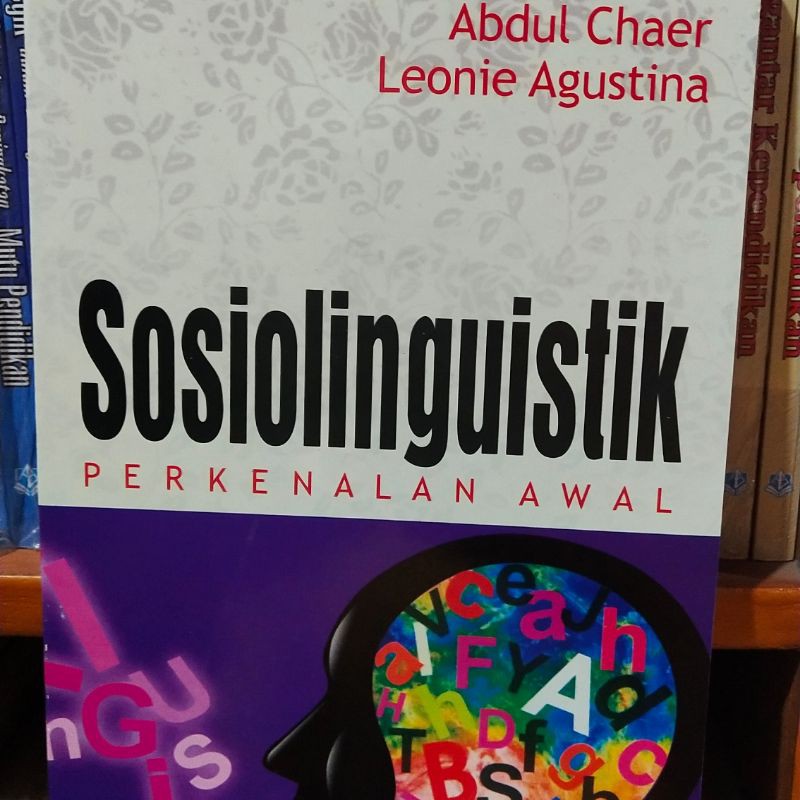 Abdul Chaer
Leonie Agustina
Sosiolinguistik
PERKENALAN AWAL
Mutu Pendidikan
Kependidikan